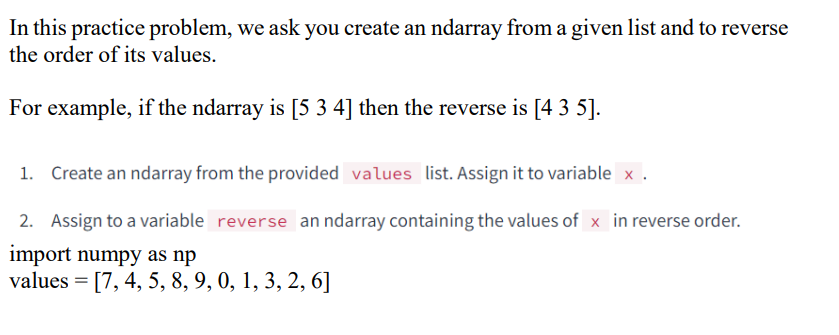 In this practice problem, we ask you create an ndarray from a given list and to reverse
the order of its values.
For example, if the ndarray is [5 3 4] then the reverse is [4 3 5].
1. Create an ndarray from the provided values list. Assign it to variable x .
2. Assign to a variable reverse an ndarray containing the values of x in reverse order.
import numpy as np
values = [7, 4, 5, 8, 9, 0, 1, 3, 2, 6]